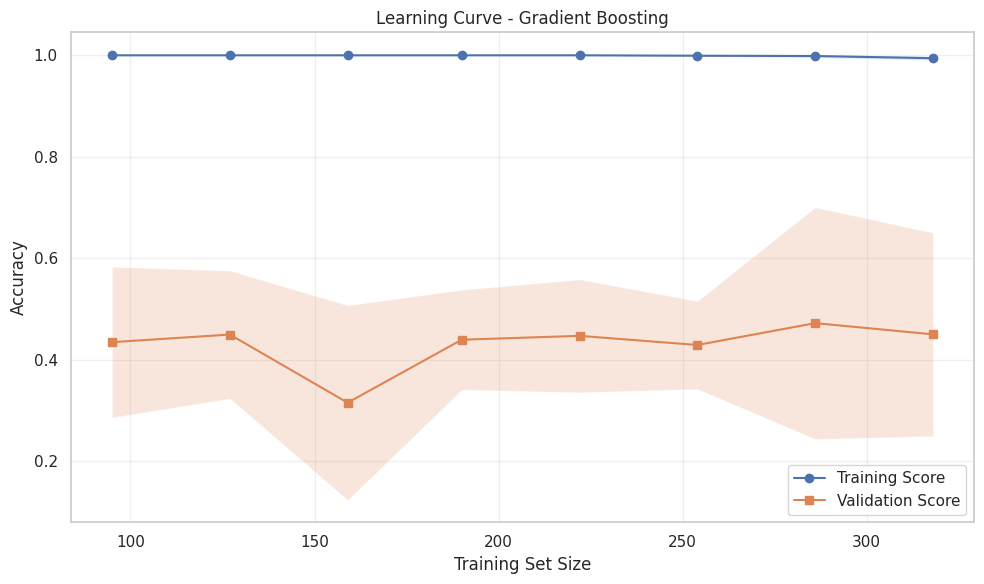 Learning Curve - Gradient Boosting
1.0
0.8
0.6
0.4
0.2
Accuracy
Training Score
Validation Score
100
150
200
250
300
Training Set Size